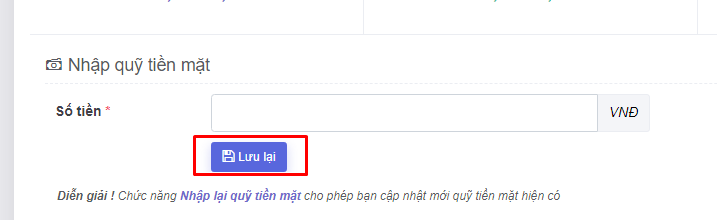 Nhập quỹ tiền mặt
Số tiền * VNĐ
Lưu lại
Diễn giải ! Chức năng Nhập lại quỹ tiền mặt cho phép bạn cập nhật mới quỹ tiền mặt hiện có